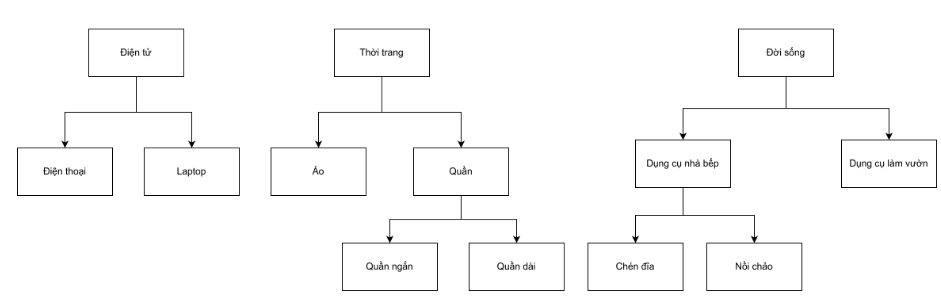 Điện tử
Thời trang
Đời sống
Điện thoại
Laptop
Áo
Quần
Dụng cụ nhà bếp
Dụng cụ làm vườn
Quần ngắn
Quần dài
Chén đĩa
Nồi chảo